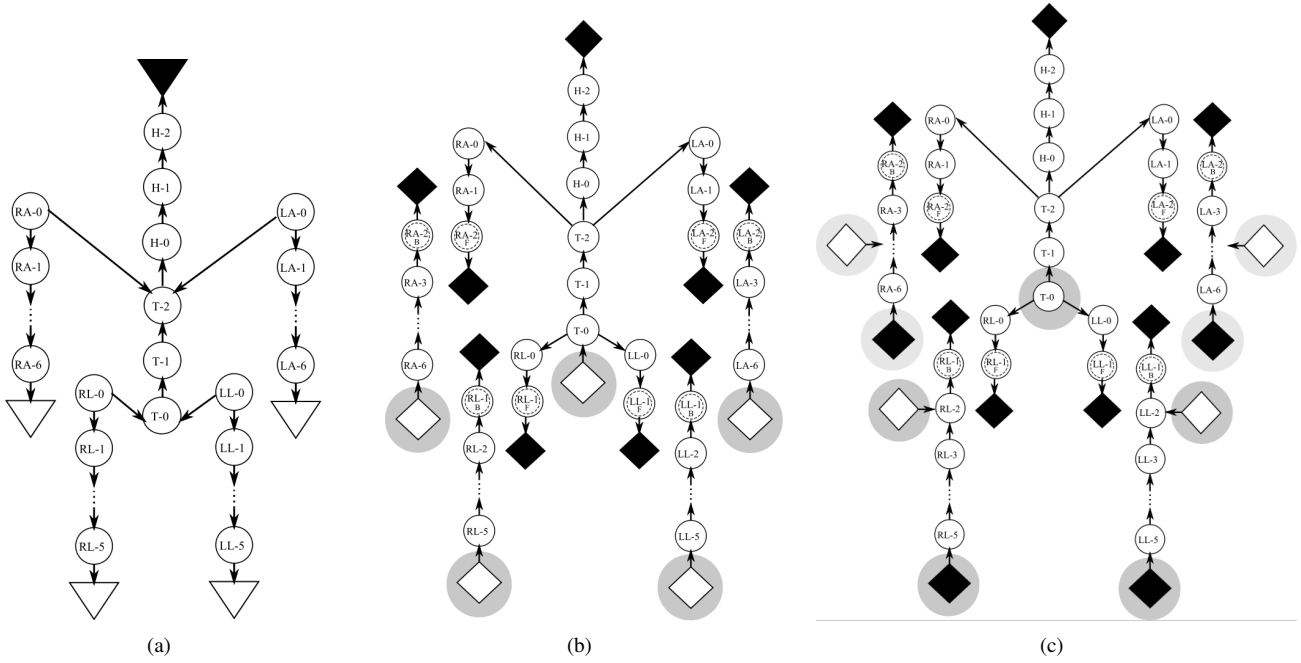 H-2
H-1
H-0
RA-0
LA-0
RA-1
LA-1
T-2
T-1
RA-6
LA-6
RL-0
LL-0
T-0
RL-1
LL-1
RL-5
LL-5
(a)
H-2
H-1
H-0
RA-0
LA-0
RA-1
LA-1
RA-2
B
RA-2
F
T-2
LA-2
F
LA-2
B
RA-3
T-1
LA-3
T-0
RA-6
RL-0
LL-0
LA-6
RL-1
B
RL-1
F
LL-1
F
LL-1
B
RL-2
LL-2
RL-5
LL-5
(b)
H-2
H-1
H-0
RA-0
LA-0
RA-2
B
RA-1
LA-1
LA-2
B
RA-3
RA-2
F
T-2
LA-2
F
LA-3
T-1
RA-6
T-0
LA-6
RL-0
LL-0
RL-1
B
RL-1
F
LL-1
F
LL-1
B
RL-2
LL-2
RL-3
LL-3
RL-5
LL-5
(c)